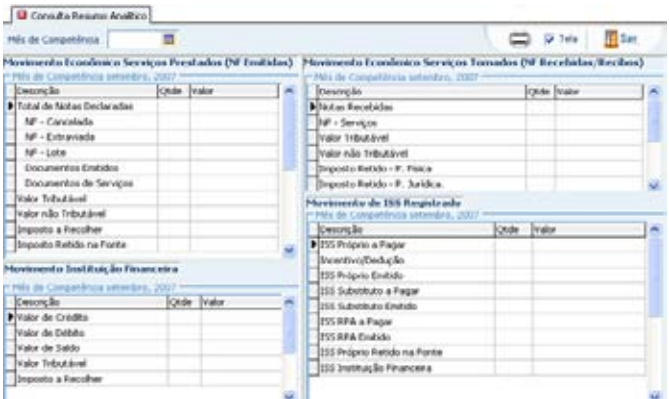 Consulta Resumo Analítico
Mês de Competência
Tela
Sair
Movimento Econômico Serviços Prestados (NF Emitidas)
Mês de Competência setembro, 2007
Descrição Qtde Valor
Total de Notas Declaradas
NF - Cancelada
NF - Extraviada
NF - Lote
Documentos Emitidos
Documentos de Serviços
Valor Tributável
Valor não Tributável
Imposto a Recolher
Imposto Retido na Fonte
Movimento Instituição Financeira
Mês de Competência setembro, 2007
Descrição Qtde Valor
Valor de Crédito
Valor de Débito
Valor de Saldo
Valor Tributável
Imposto a Recolher
Movimento Econômico Serviços Tomados (NF Recebidas/Recibos)
Mês de Competência setembro, 2007
Descrição Qtde Valor
Notas Recebidas
NF - Serviços
Valor Tributável
Valor não Tributável
Imposto Retido - P. Física
Imposto Retido - P. Jurídica.
Movimento de ISS Registrado
Mês de Competência setembro, 2007
Descrição Qtde Valor
ISS Próprio a Pagar
Incentivo/Dedução
ISS Próprio Emitido
ISS Substituto a Pagar
ISS Substituto Emitido
ISS RPA a Pagar
ISS RPA Emitido
ISS Próprio Retido na Fonte
ISS Instituição Financeira